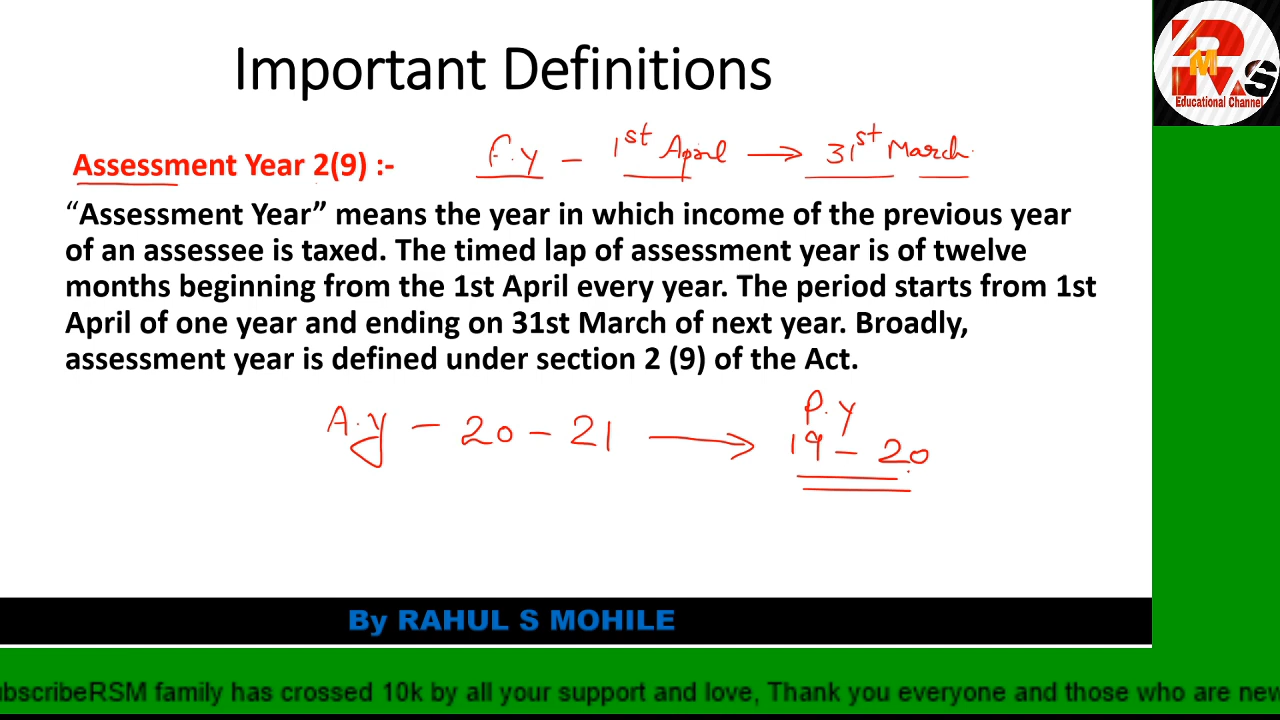 Important Definitions
Educational Channel
F.y – 1st April → 31st March.
Assessment Year 2(9) :-
“Assessment Year” means the year in which income of the previous year
of an assessee is taxed. The timed lap of assessment year is of twelve
months beginning from the 1st April every year. The period starts from 1st
April of one year and ending on 31st March of next year. Broadly,
assessment year is defined under section 2 (9) of the Act.
P.y
A.y – 20 – 21 → 19 – 20
By RAHUL S MOHILE
ubscribeRSM family has crossed 10k by all your support and love, Thank you everyone and those who are new